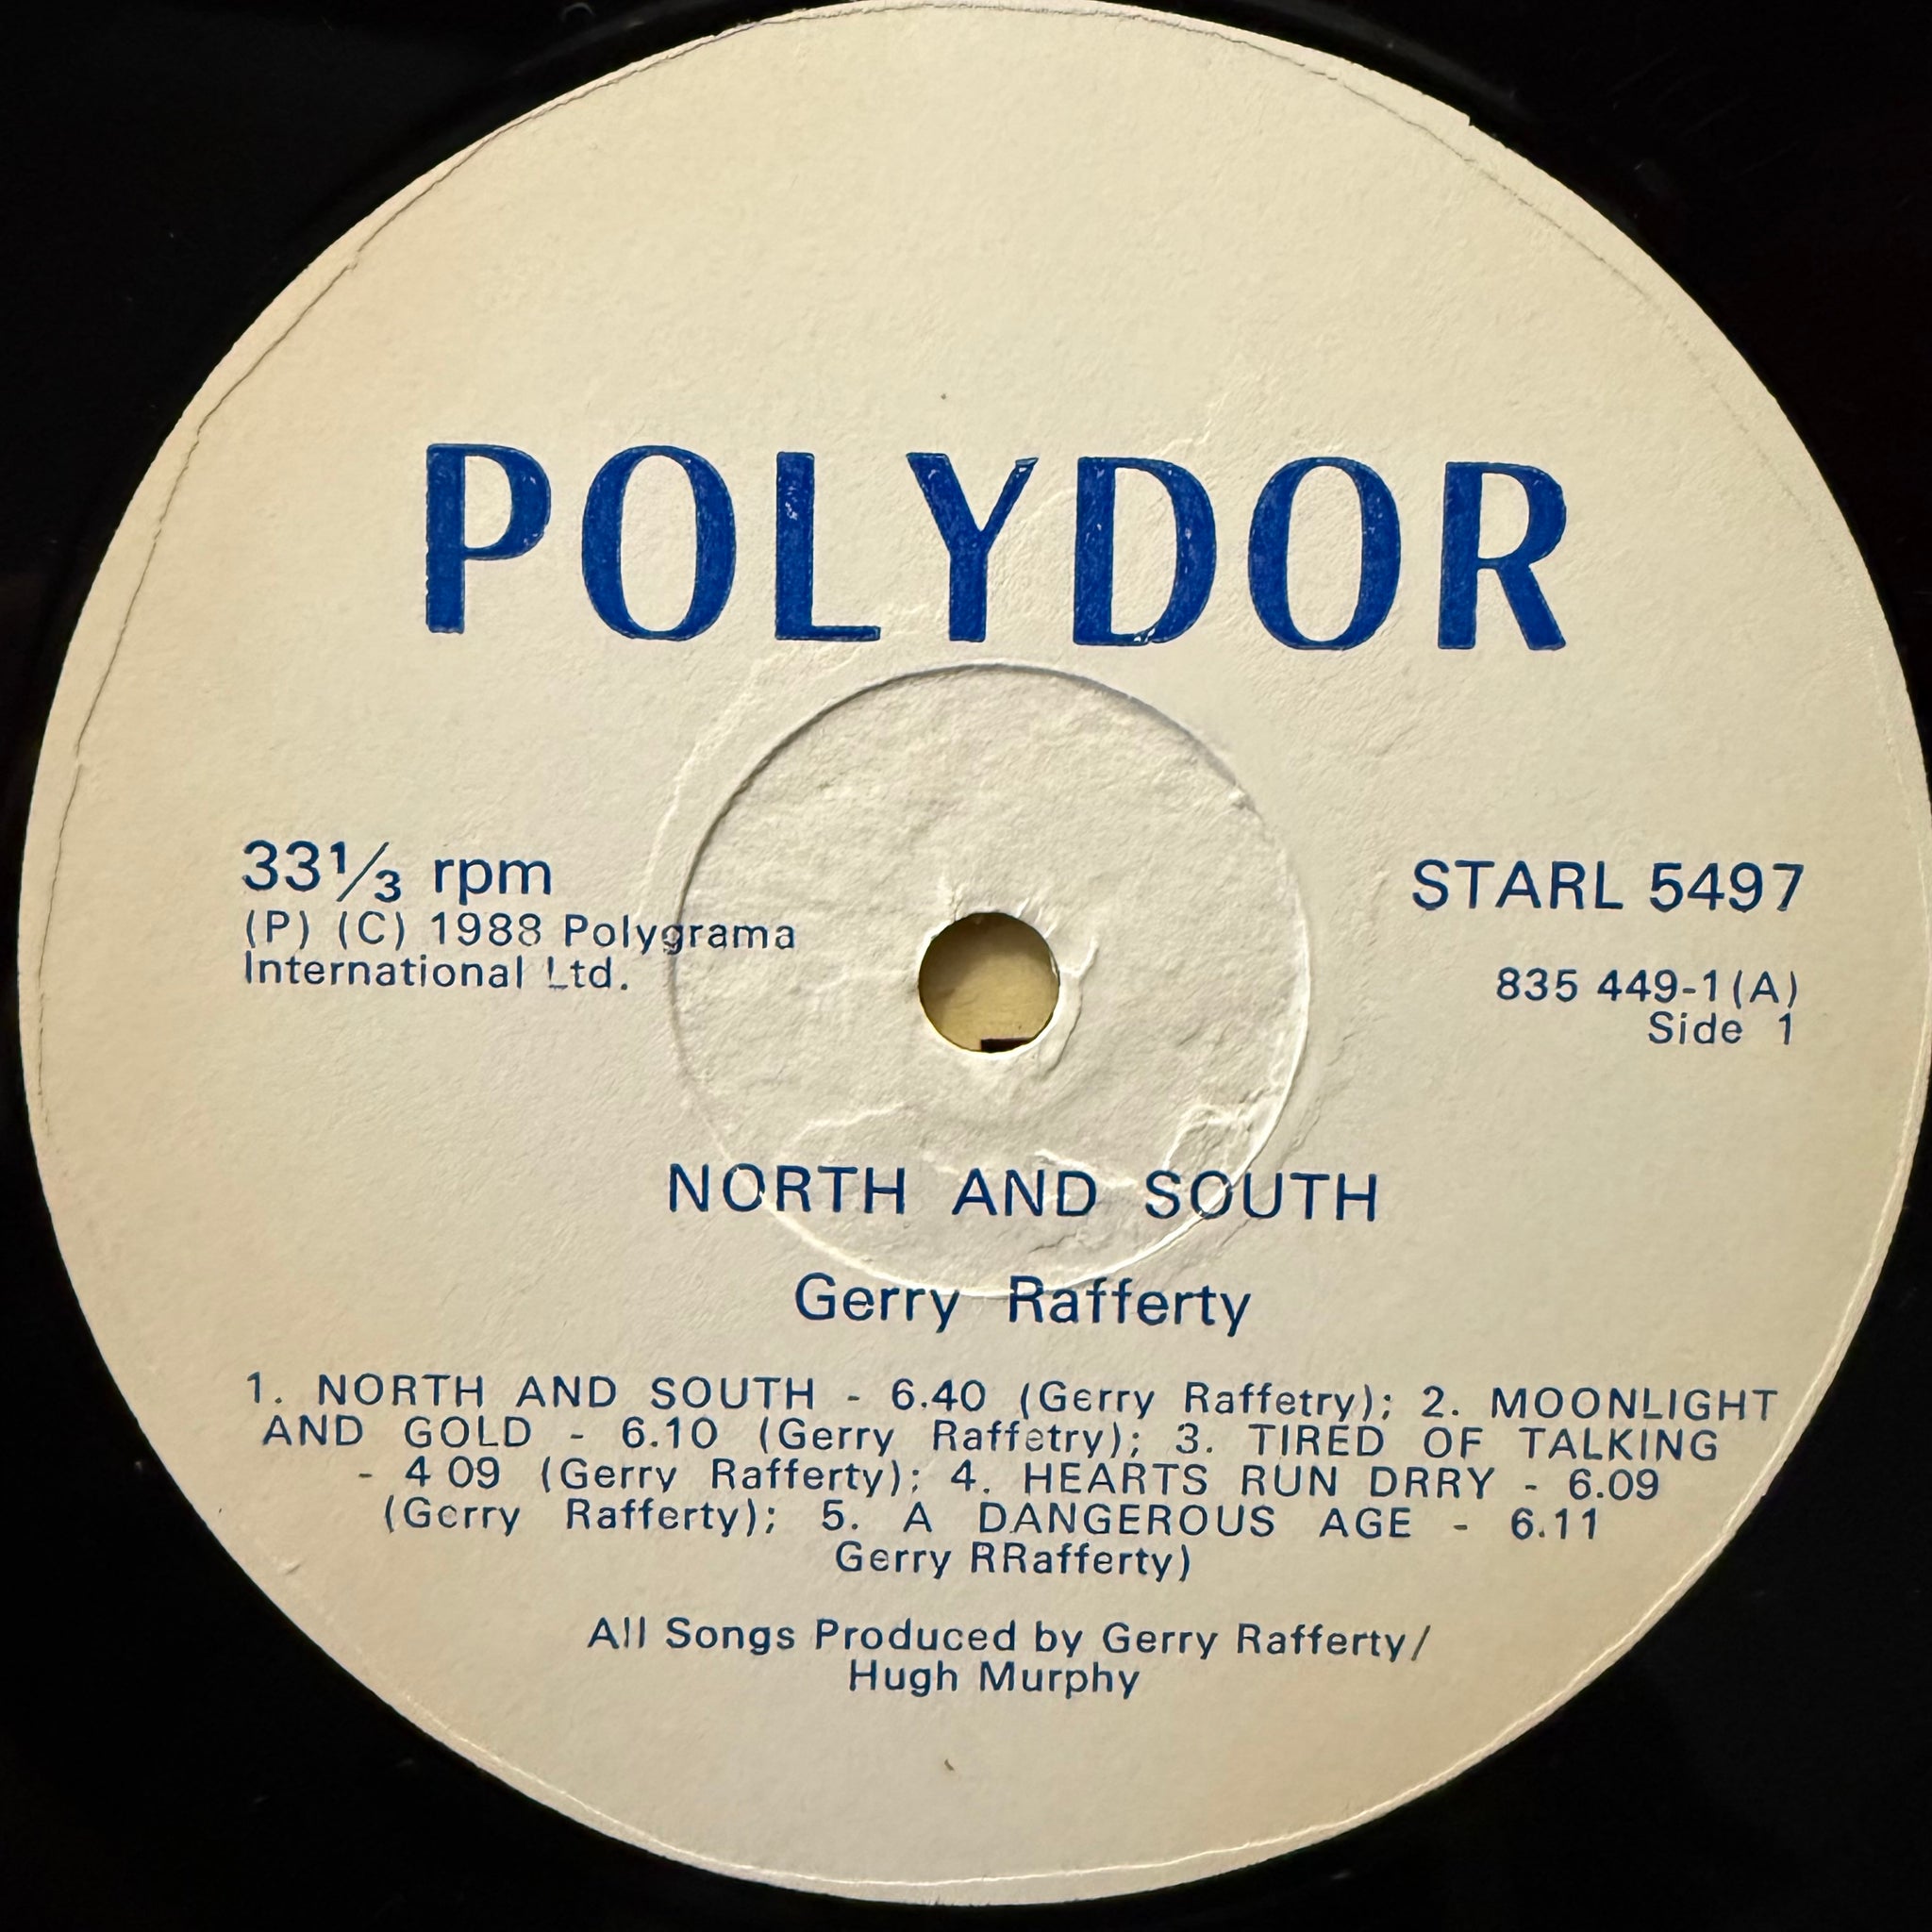 POLYDOR
33⅓ rpm
(P) (C) 1988 Polygrama
International Ltd.
STARL 5497
835 449-1(A)
Side 1
NORTH AND SOUTH
Gerry Rafferty
1. NORTH AND SOUTH - 6.40 (Gerry Raffetry); 2. MOONLIGHT
AND GOLD - 6.10 (Gerry Raffetry); 3. TIRED OF TALKING
- 4 09 (Gerry Rafferty); 4. HEARTS RUN DRRY - 6.09
(Gerry Rafferty); 5. A DANGEROUS AGE - 6.11
Gerry RRafferty)
All Songs Produced by Gerry Rafferty/
Hugh Murphy